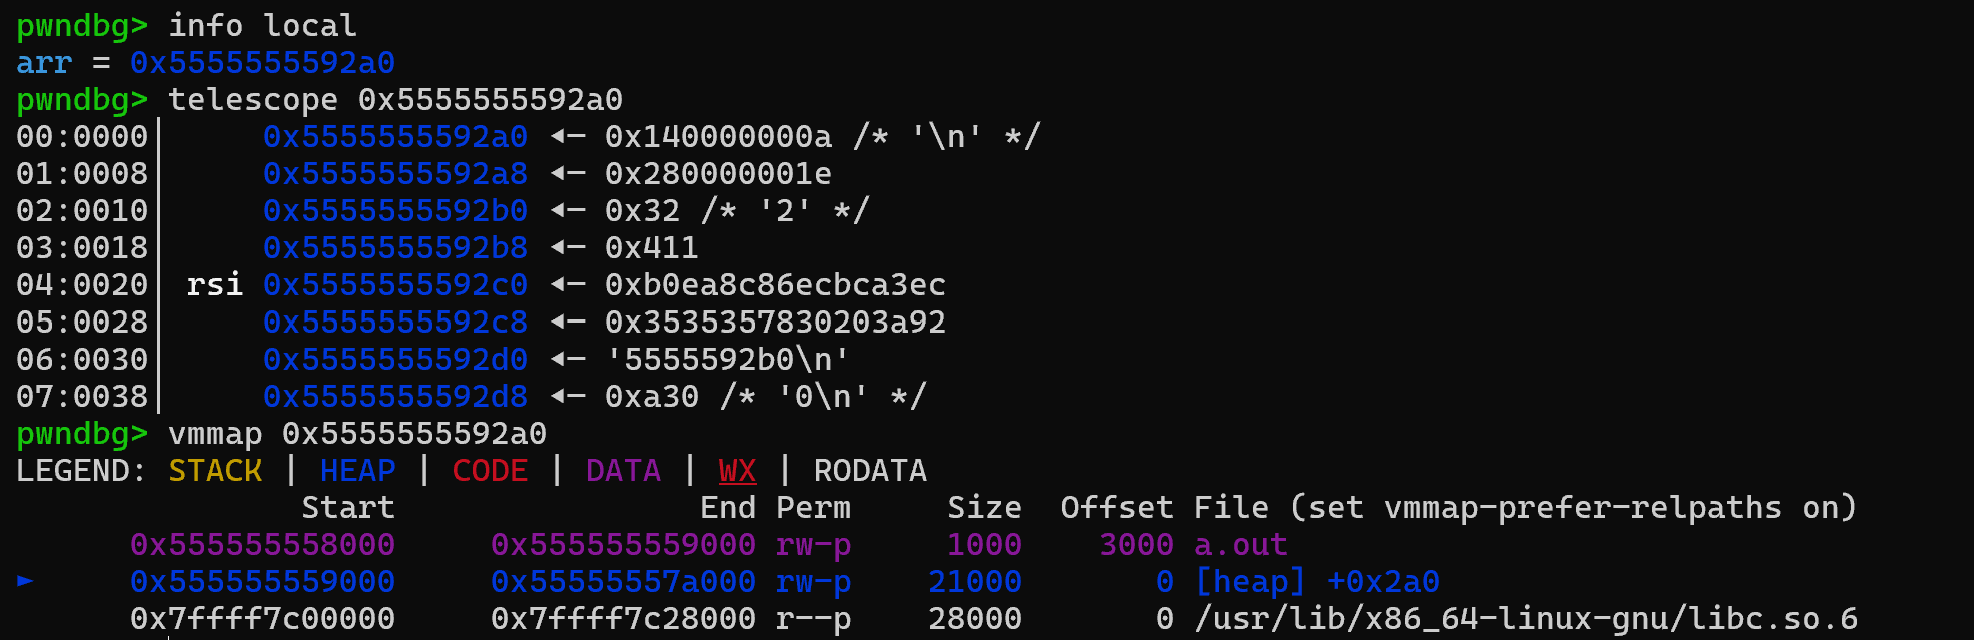 pwndbg> info local
arr = 0x5555555592a0
pwndbg> telescope 0x5555555592a0
00:0000│ 0x5555555592a0 ◂— 0x140000000a /* '\n' */
01:0008│ 0x5555555592a8 ◂— 0x280000001e
02:0010│ 0x5555555592b0 ◂— 0x32 /* '2' */
03:0018│ 0x5555555592b8 ◂— 0x411
04:0020│ rsi 0x5555555592c0 ◂— 0xb0ea8c86ecbca3ec
05:0028│ 0x5555555592c8 ◂— 0x3535357830203a92
06:0030│ 0x5555555592d0 ◂— '5555592b0\n'
07:0038│ 0x5555555592d8 ◂— 0xa30 /* '0\n' */
pwndbg> vmmap 0x5555555592a0
LEGEND: STACK | HEAP | CODE | DATA | WX | RODATA
Start End Perm Size Offset File (set vmmap-prefer-relpaths on)
0x555555558000 0x555555559000 rw-p 1000 3000 a.out
► 0x555555559000 0x55555557a000 rw-p 21000 0 [heap] +0x2a0
0x7ffff7c00000 0x7ffff7c28000 r--p 28000 0 /usr/lib/x86_64-linux-gnu/libc.so.6